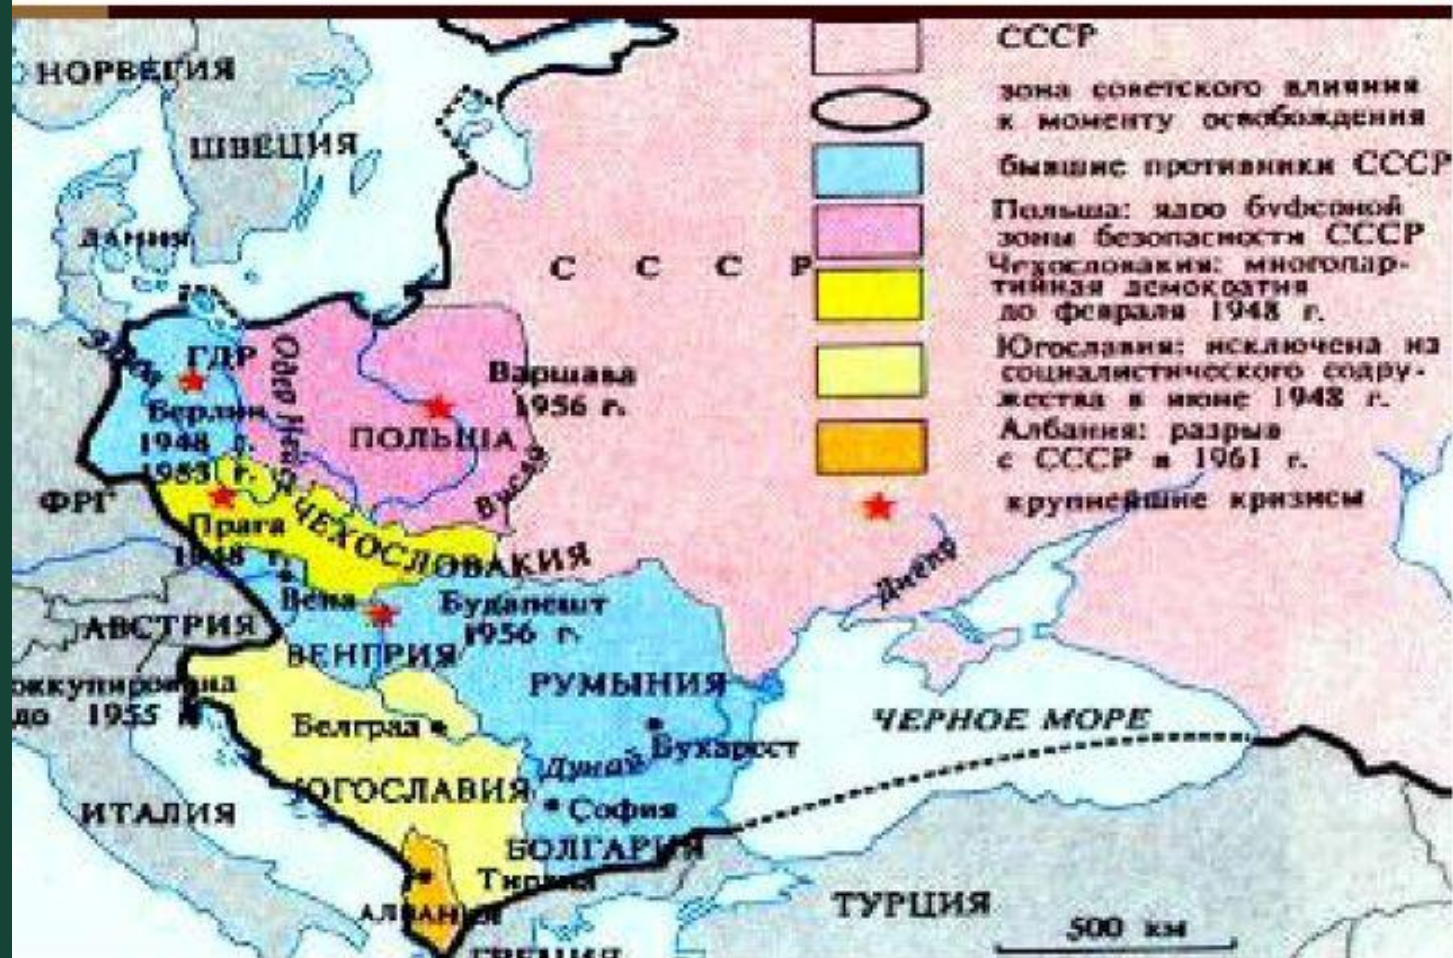 СССР
зона советского влияния
к моменту освобождения
бывшие противники СССР
Польша: ядро буферной
зоны безопасности СССР
Чехословакия: многопар-
тийная демократия
до февраля 1948 г.
Югославия: исключена из
социалистического содру-
жества в июне 1948 г.
Албания: разрыв
с СССР в 1961 г.
крупнейшие кризисы
НОРВЕГИЯ
ШВЕЦИЯ
ДАНИЯ
С С С Р
ГДР
Одер Нейсе
Берлин
1948 г.
1953 г.
Варшава
1956 г.
ПОЛЬША
Висла
ФРГ
Прага
1948 г.
ЧЕХОСЛОВАКИЯ
Вена
Будапешт
1956 г.
АВСТРИЯ
ВЕНГРИЯ
оккупирована
до 1955 г.
РУМЫНИЯ
Днепр
Белград
Бухарест
ЧЕРНОЕ МОРЕ
Дунай
ЮГОСЛАВИЯ
ИТАЛИЯ
София
БОЛГАРИЯ
Тирана
АЛБАНИЯ
ГРЕЦИЯ
ТУРЦИЯ
500 км